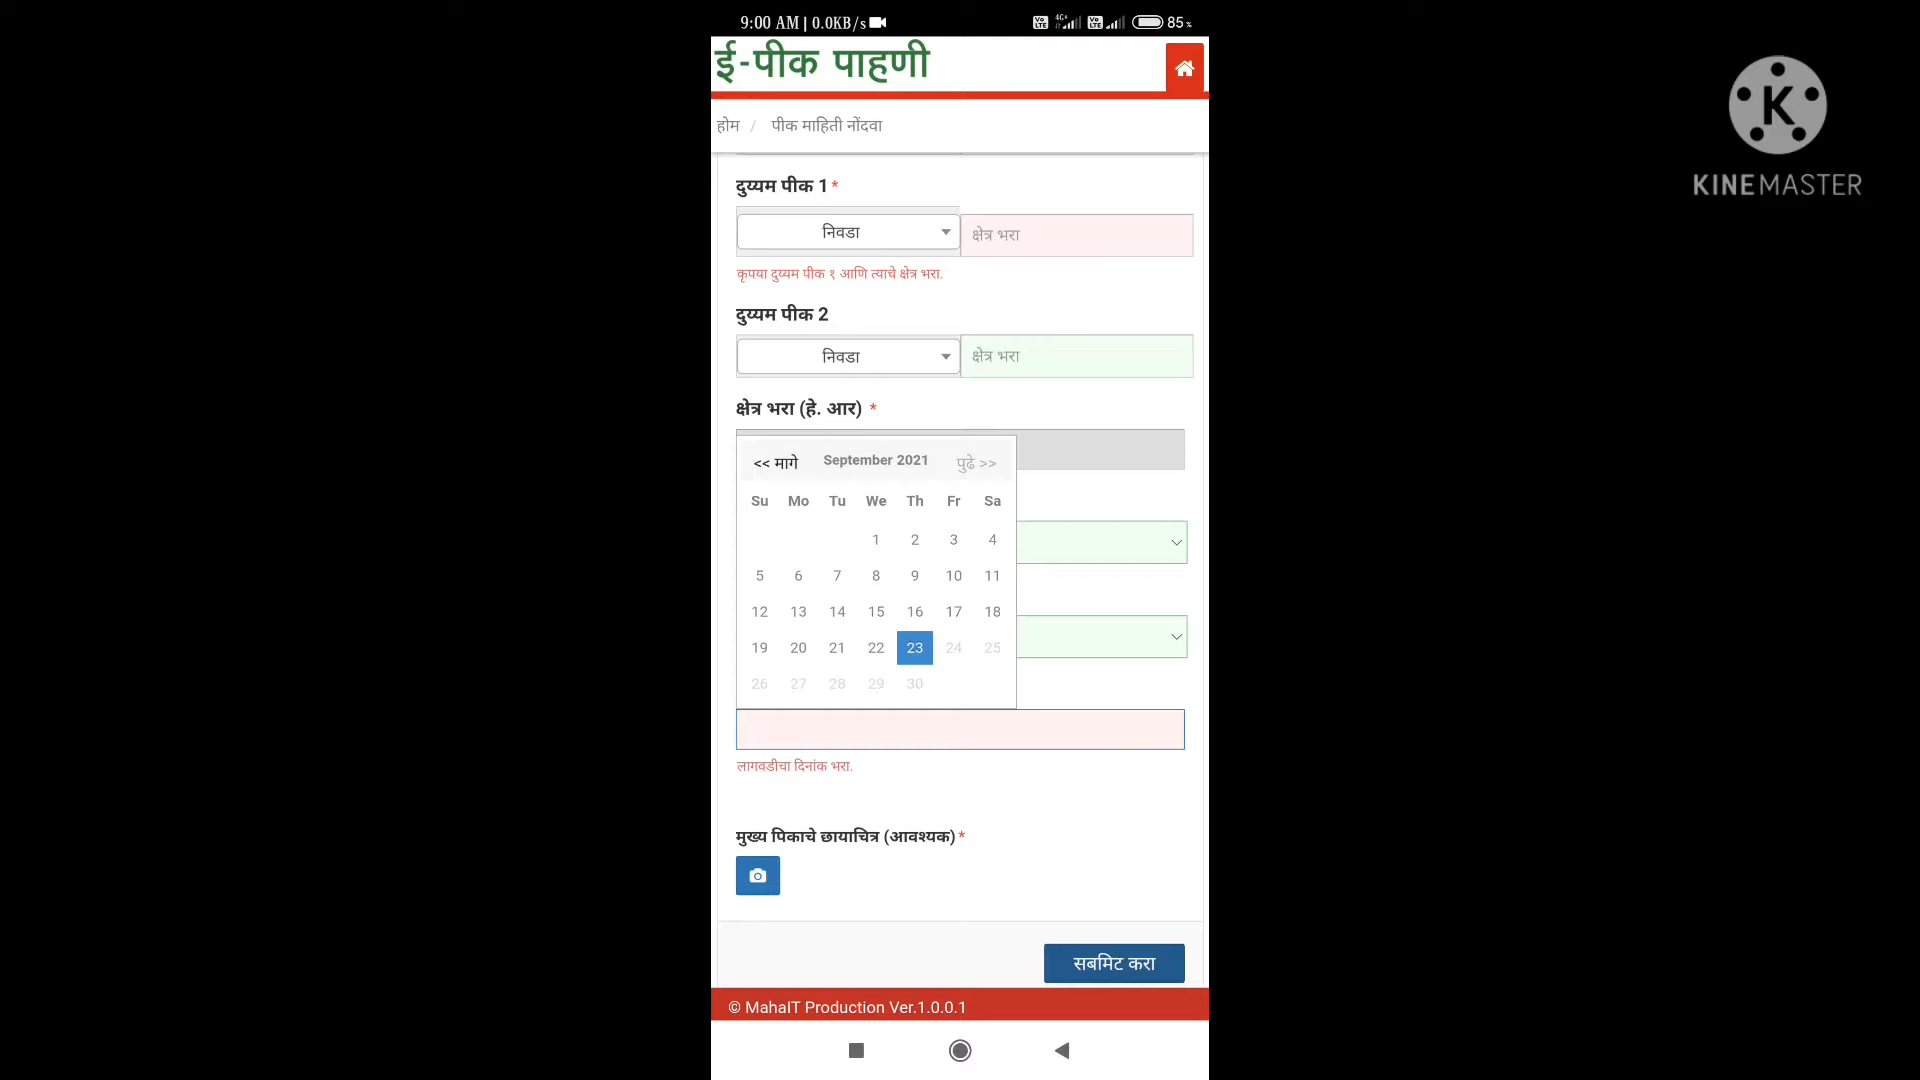 9:00 AM | 0.0KB/s 4G+ 85%
ई-पीक पाहणी
होम / पीक माहिती नोंदवा
KINEMASTER
दुय्यम पीक 1*
निवडा क्षेत्र भरा
कृपया दुय्यम पीक १ आणि त्याचे क्षेत्र भरा.
दुय्यम पीक 2
निवडा क्षेत्र भरा
क्षेत्र भरा (हे. आर) *
<< मागे September 2021 पुढे >>
Su Mo Tu We Th Fr Sa
1 2 3 4
5 6 7 8 9 10 11
12 13 14 15 16 17 18
19 20 21 22 23 24 25
26 27 28 29 30
लागवडीचा दिनांक भरा.
मुख्य पिकाचे छायाचित्र (आवश्यक)*
सबमिट करा
© MahaIT Production Ver.1.0.0.1